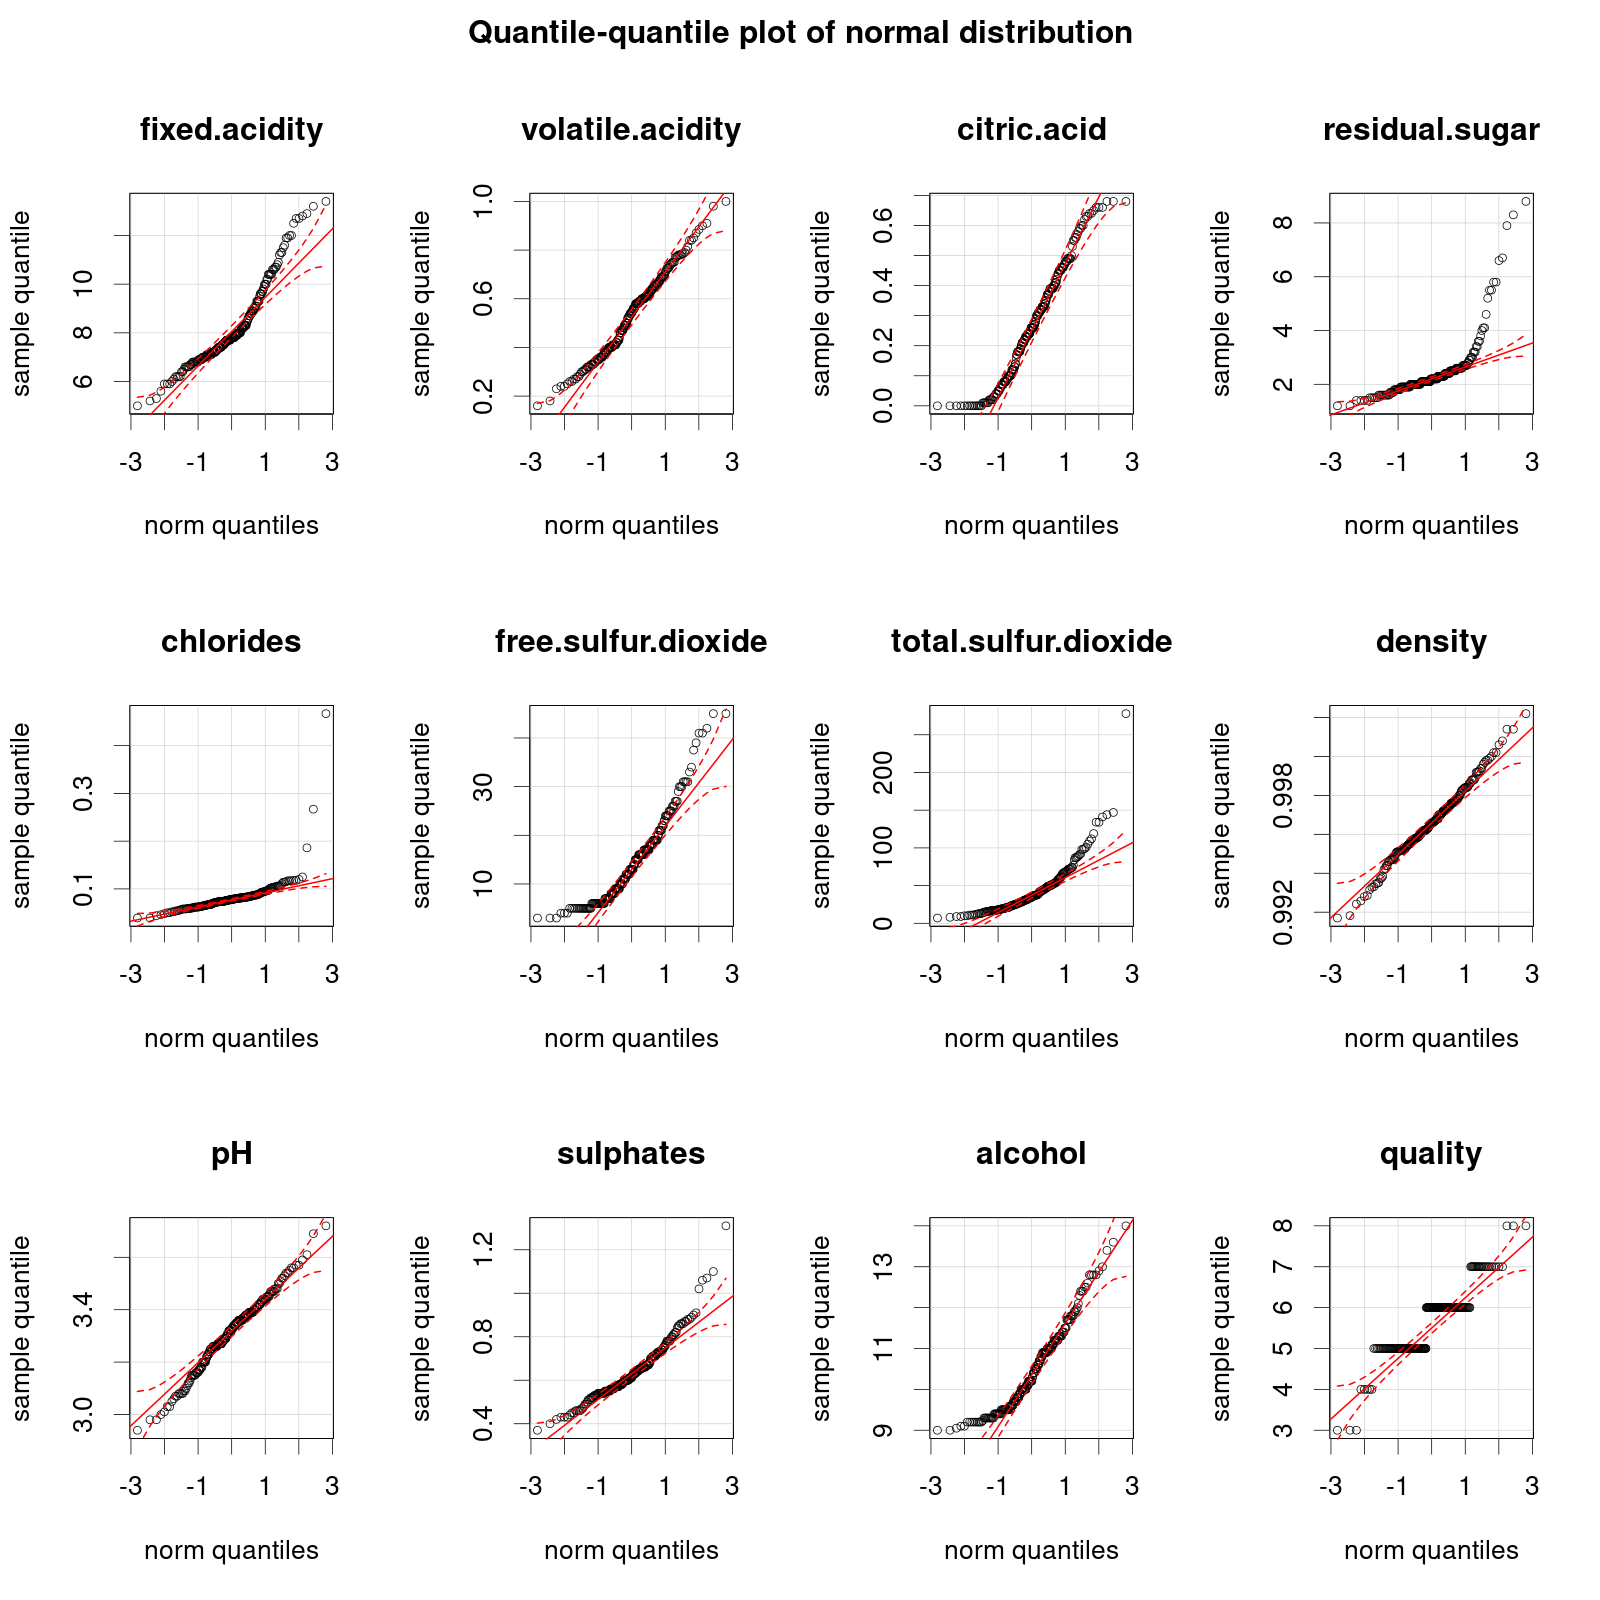 Quantile-quantile plot of normal distribution
fixed.acidity
sample quantile
6 8 10
-3 -1 1 3
norm quantiles
volatile.acidity
sample quantile
0.2 0.6 1.0
-3 -1 1 3
norm quantiles
citric.acid
sample quantile
0.0 0.2 0.4 0.6
-3 -1 1 3
norm quantiles
residual.sugar
sample quantile
2 4 6 8
-3 -1 1 3
norm quantiles
chlorides
sample quantile
0.1 0.3
-3 -1 1 3
norm quantiles
free.sulfur.dioxide
sample quantile
10 30
-3 -1 1 3
norm quantiles
total.sulfur.dioxide
sample quantile
0 100 200
-3 -1 1 3
norm quantiles
density
sample quantile
0.992 0.998
-3 -1 1 3
norm quantiles
pH
sample quantile
3.0 3.4
-3 -1 1 3
norm quantiles
sulphates
sample quantile
0.4 0.8 1.2
-3 -1 1 3
norm quantiles
alcohol
sample quantile
9 11 13
-3 -1 1 3
norm quantiles
quality
sample quantile
3 4 5 6 7 8
-3 -1 1 3
norm quantiles